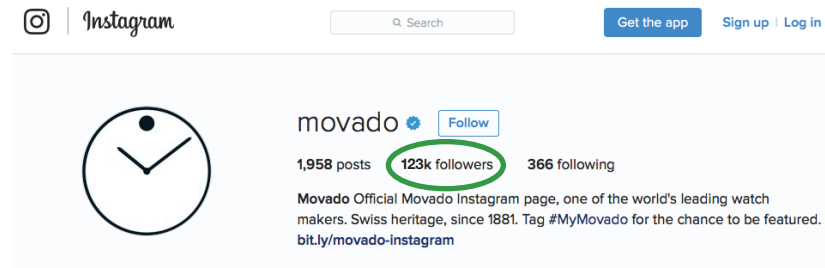 Instagram Search Get the app Sign up | Log in
movado Follow
1,958 posts 123k followers 366 following
Movado Official Movado Instagram page, one of the world's leading watch
makers. Swiss heritage, since 1881. Tag #MyMovado for the chance to be featured.
bit.ly/movado-instagram